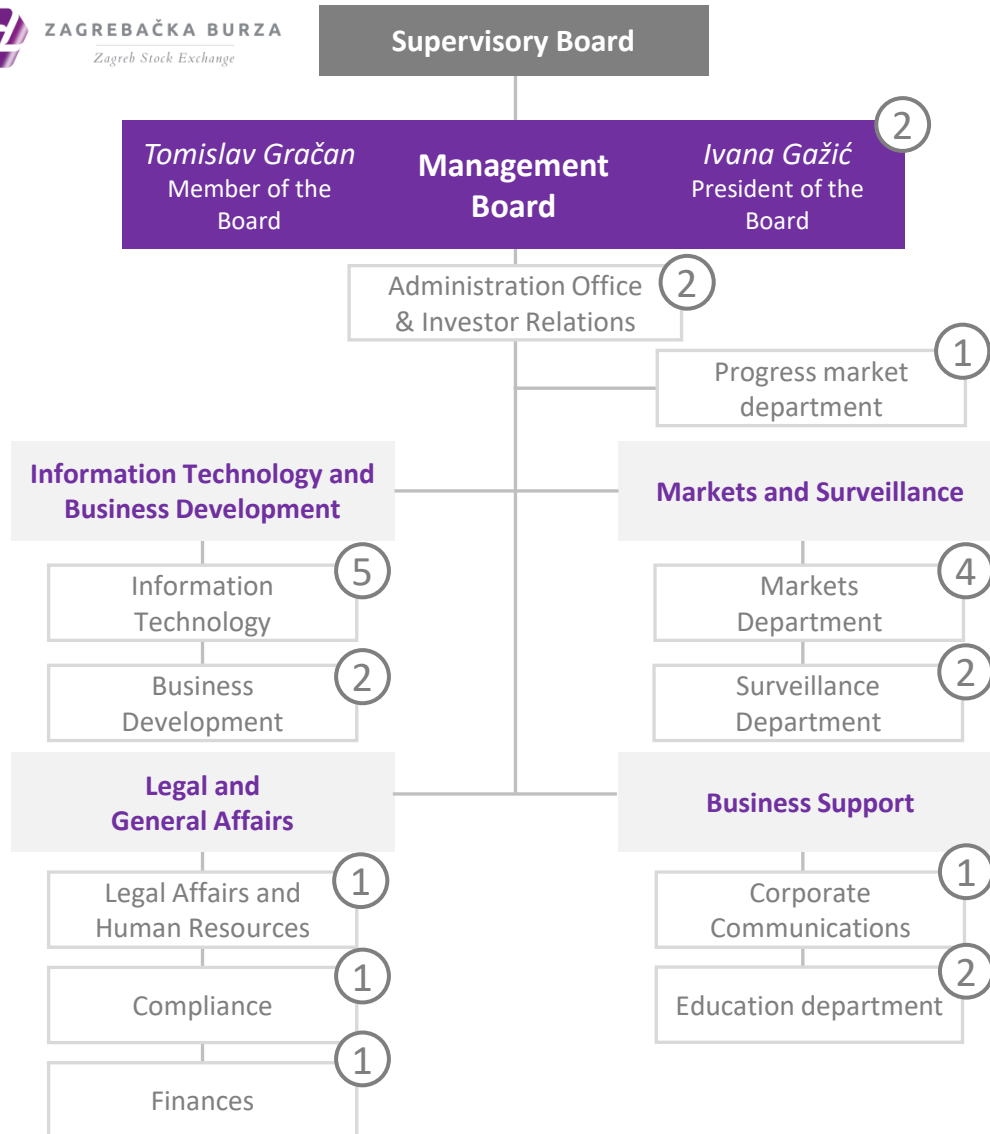 ZAGREBAČKA BURZA
Zagreb Stock Exchange
Supervisory Board
2
Tomislav Gračan
Member of the
Board
Management
Board
Ivana Gažić
President of the
Board
Administration Office
& Investor Relations
2
Progress market
department
1
Information Technology and
Business Development
Information
Technology
5
Business
Development
2
Markets and Surveillance
Markets
Department
4
Surveillance
Department
2
Legal and
General Affairs
Legal Affairs and
Human Resources
1
Compliance
1
Finances
1
Business Support
Corporate
Communications
1
Education department
2